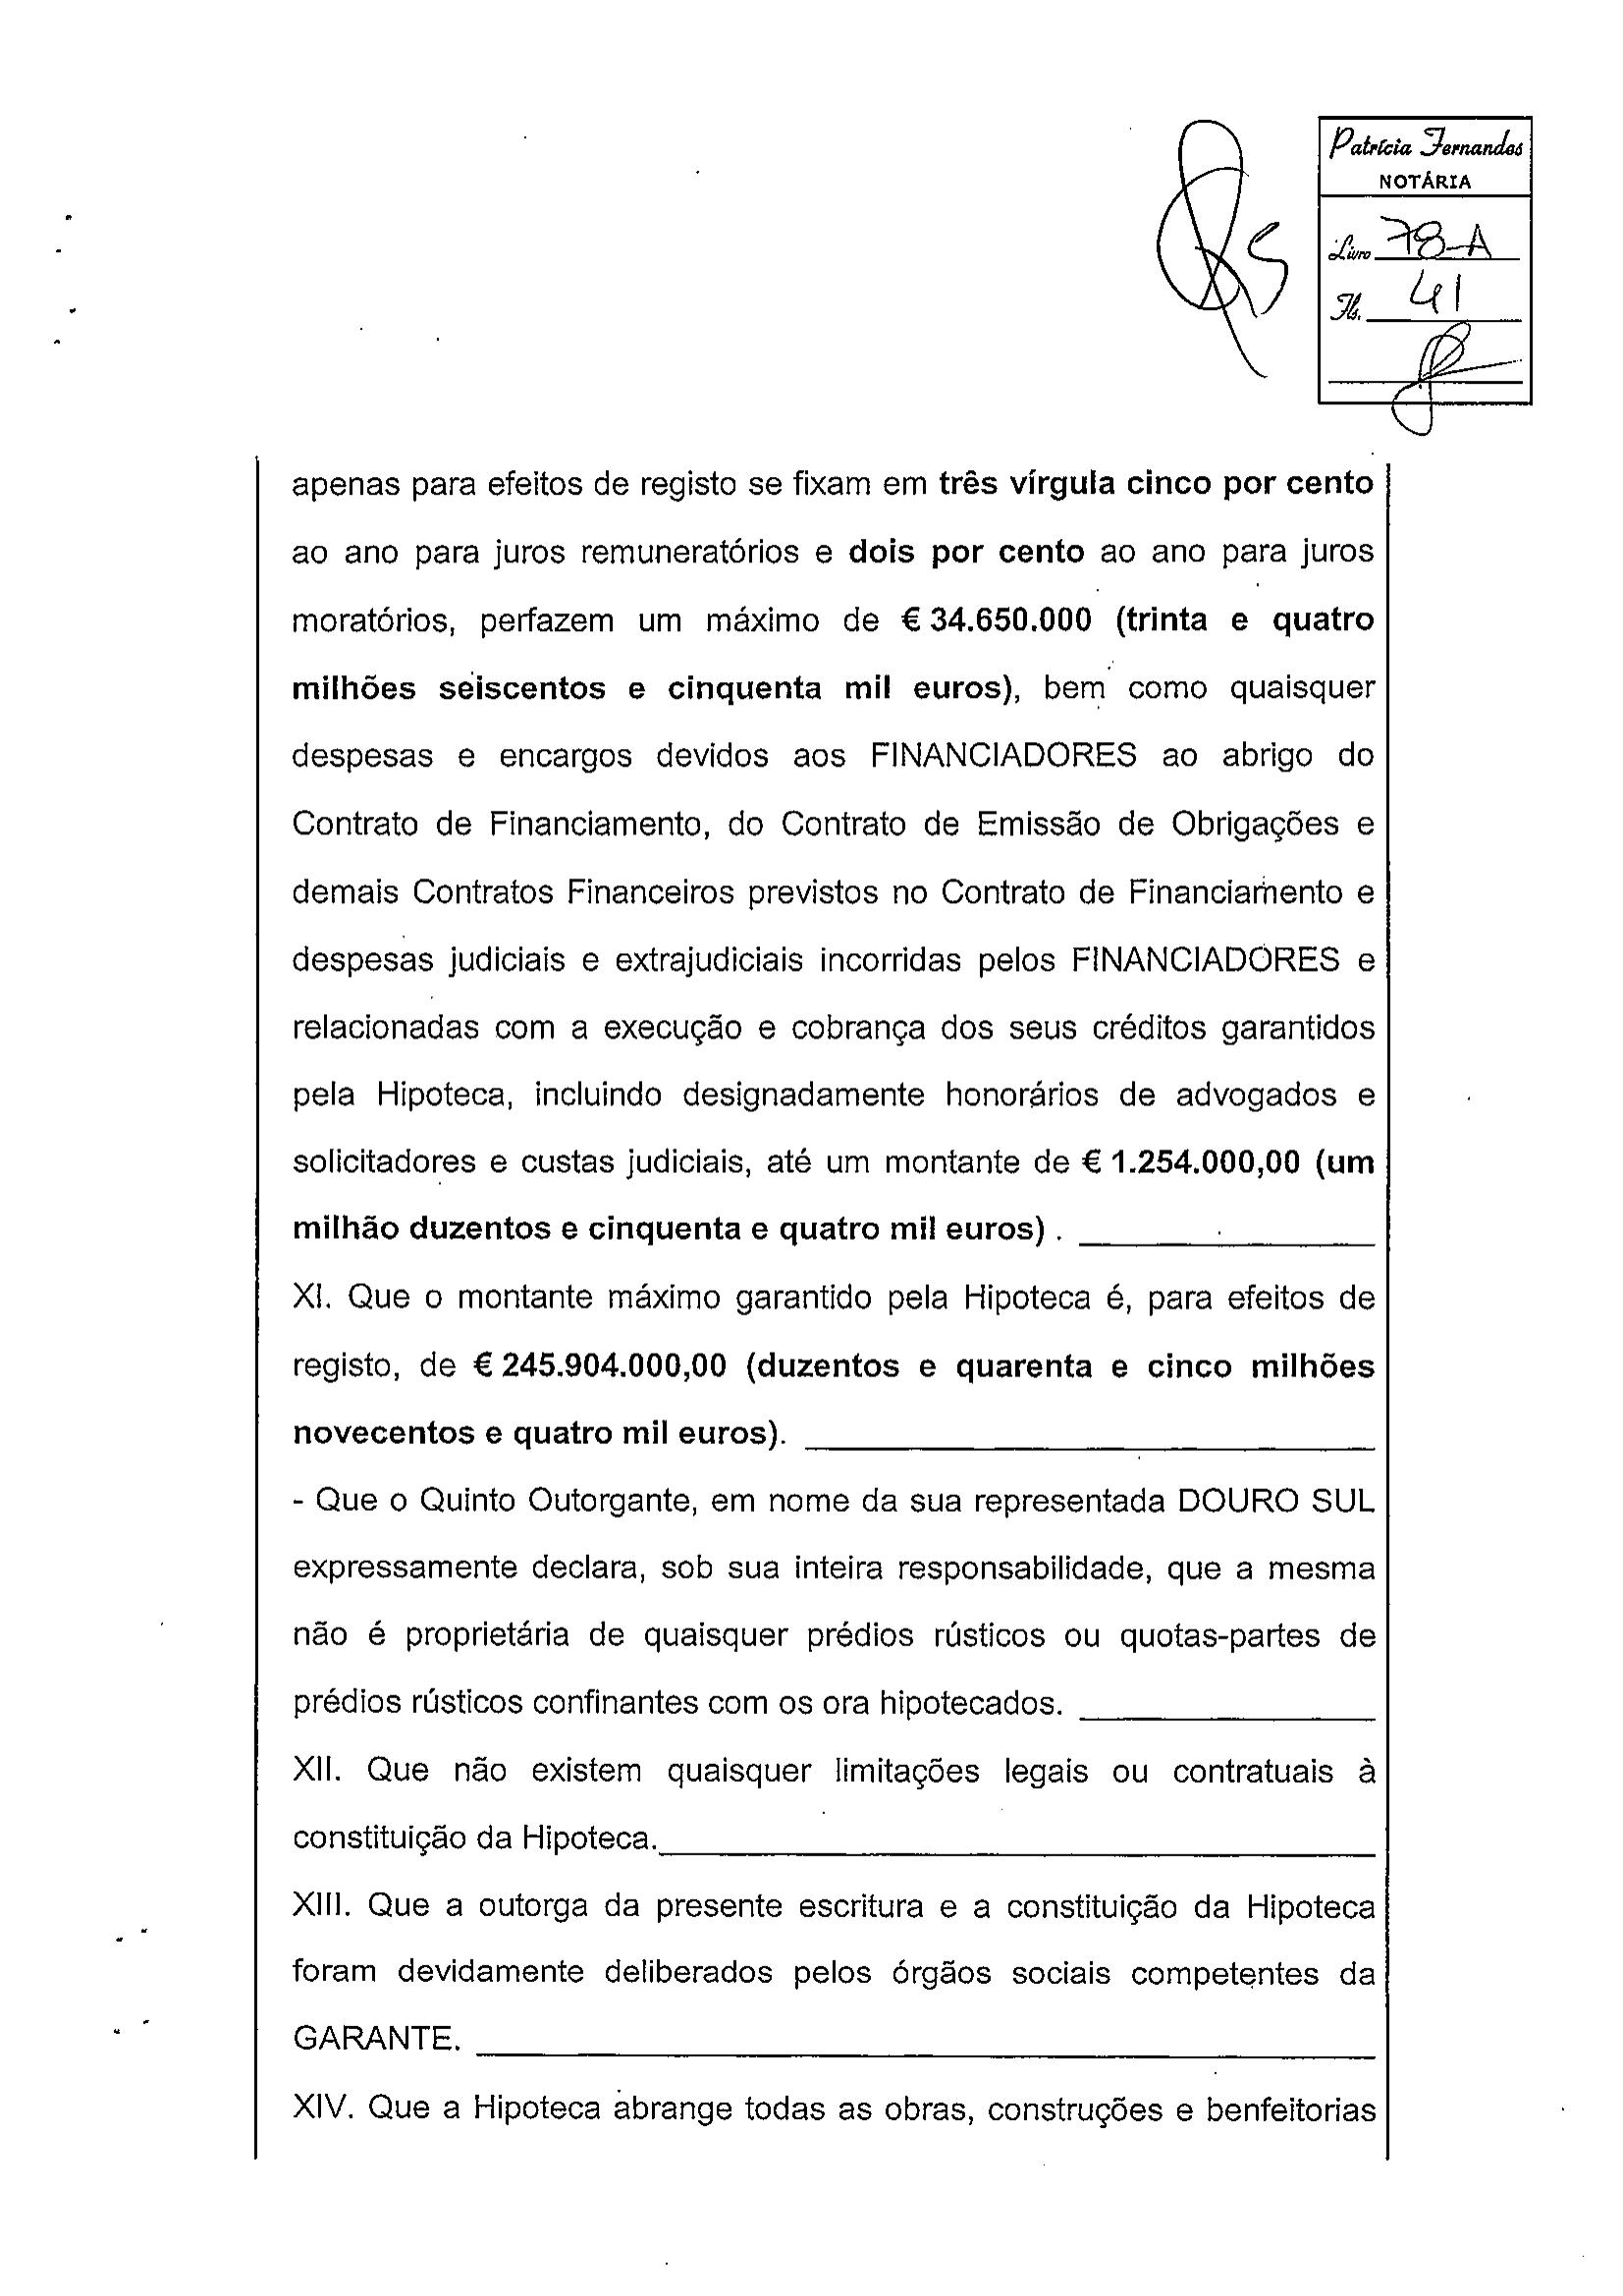 Patrícia Fernandes
NOTÁRIA
Livro 78-A
Fls. 41
apenas para efeitos de registo se fixam em três vírgula cinco por cento
ao ano para juros remuneratórios e dois por cento ao ano para juros
moratórios, perfazem um máximo de € 34.650.000 (trinta e quatro
milhões seiscentos e cinquenta mil euros), bem como quaisquer
despesas e encargos devidos aos FINANCIADORES ao abrigo do
Contrato de Financiamento, do Contrato de Emissão de Obrigações e
demais Contratos Financeiros previstos no Contrato de Financiamento e
despesas judiciais e extrajudiciais incorridas pelos FINANCIADORES e
relacionadas com a execução e cobrança dos seus créditos garantidos
pela Hipoteca, incluindo designadamente honorários de advogados e
solicitadores e custas judiciais, até um montante de € 1.254.000,00 (um
milhão duzentos e cinquenta e quatro mil euros) .
XI. Que o montante máximo garantido pela Hipoteca é, para efeitos de
registo, de € 245.904.000,00 (duzentos e quarenta e cinco milhões
novecentos e quatro mil euros).
- Que o Quinto Outorgante, em nome da sua representada DOURO SUL
expressamente declara, sob sua inteira responsabilidade, que a mesma
não é proprietária de quaisquer prédios rústicos ou quotas-partes de
prédios rústicos confinantes com os ora hipotecados.
XII. Que não existem quaisquer limitações legais ou contratuais à
constituição da Hipoteca.
XIII. Que a outorga da presente escritura e a constituição da Hipoteca
foram devidamente deliberados pelos órgãos sociais competentes da
GARANTE.
XIV. Que a Hipoteca abrange todas as obras, construções e benfeitorias